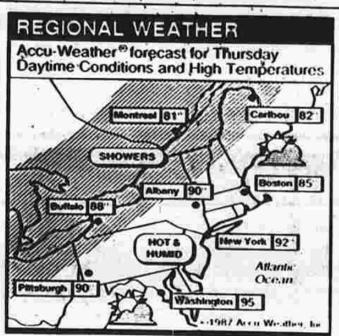 REGIONAL WEATHER
Accu-Weather® forecast for Thursday
Daytime Conditions and High Temperatures
Montreal 81°
Caribou 82°
SHOWERS
Albany 90°
Boston 85°
Buffalo 88°
HOT &
HUMID
New York 92°
Atlantic
Ocean
Pittsburgh 90
Washington 95
©1987 Accu-Weather, Inc